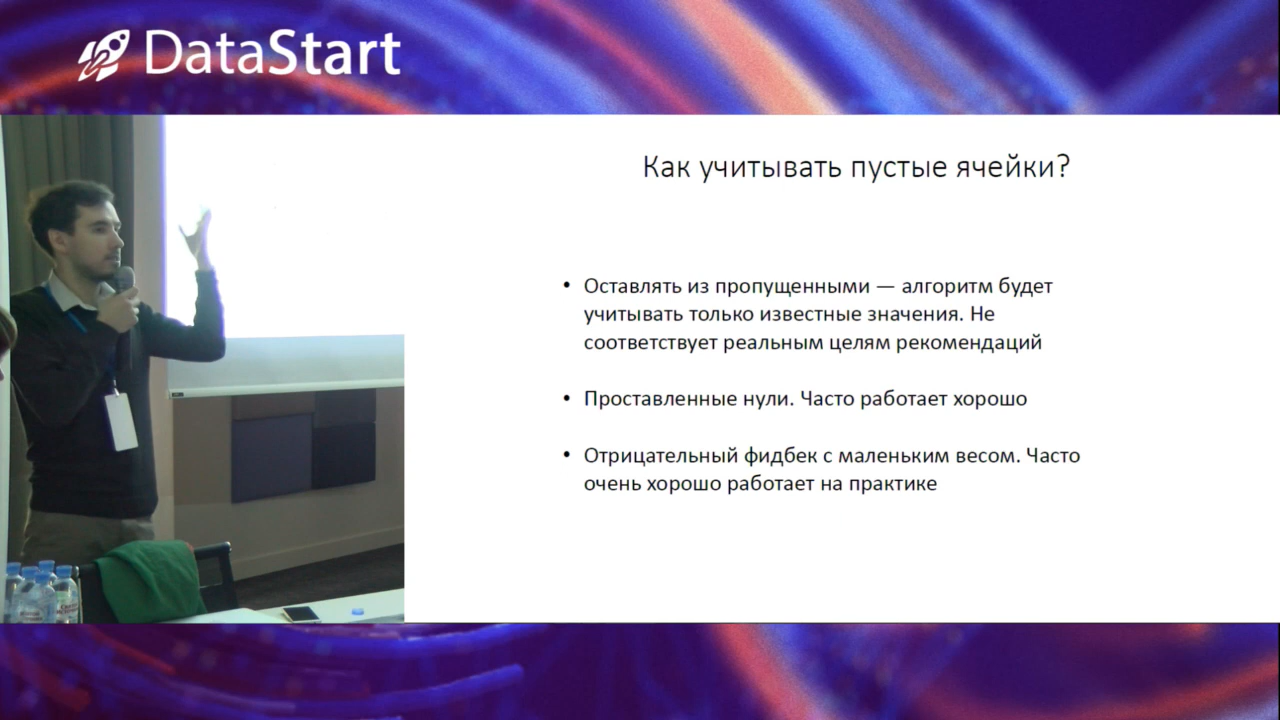 DataStart
Как учитывать пустые ячейки?
• Оставлять из пропущенными — алгоритм будет
учитывать только известные значения. Не
соответствует реальным целям рекомендаций
• Проставленные нули. Часто работает хорошо
• Отрицательный фидбек с маленьким весом. Часто
очень хорошо работает на практике